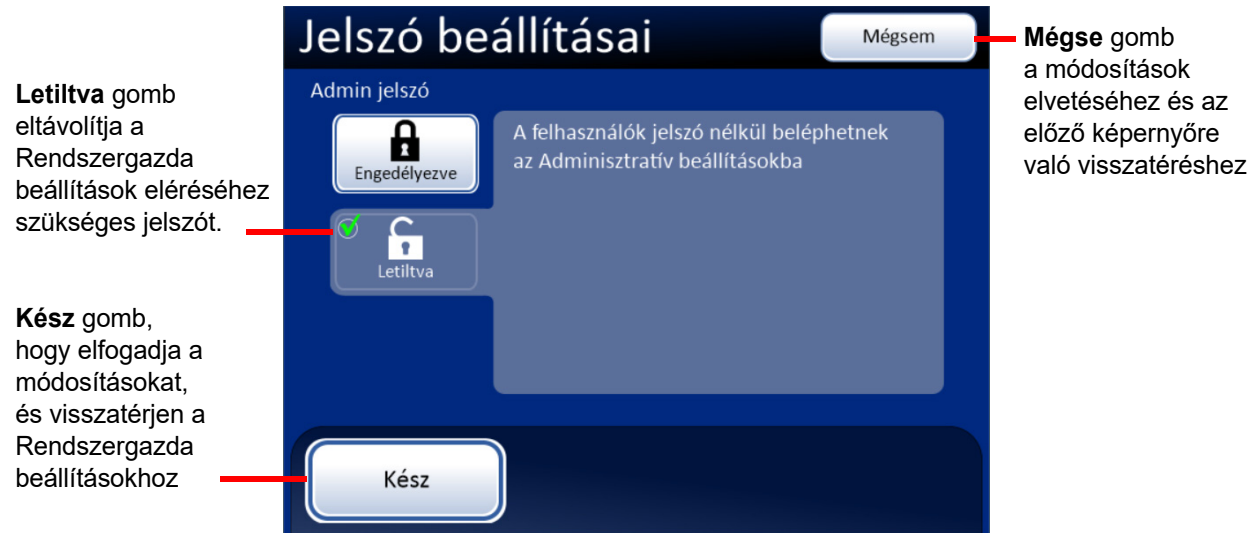 Jelszó beállításai
Mégsem
Admin jelszó
Engedélyezve
A felhasználók jelszó nélkül beléphetnek
az Adminisztratív beállításokba
Letiltva
Kész
Letiltva gomb
eltávolítja a
Rendszergazda
beállítások eléréséhez
szükséges jelszót.
Kész gomb,
hogy elfogadja a
módosításokat,
és visszatérjen a
Rendszergazda
beállításokhoz
Mégse gomb
a módosítások
elvetéséhez és az
előző képernyőre
való visszatéréshez